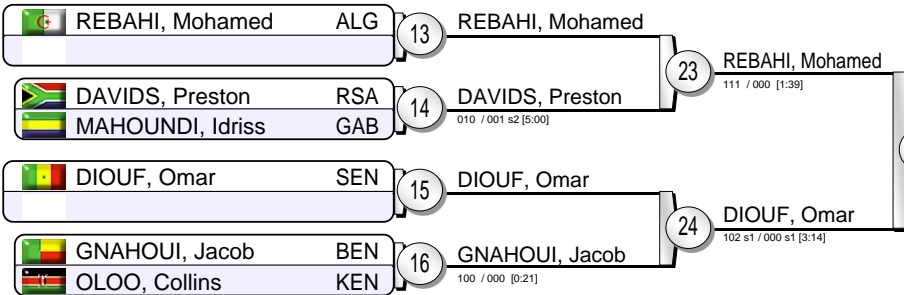 REBAHI, Mohamed ALG
13
REBAHI, Mohamed
23
REBAHI, Mohamed
111 / 000 [1:39]
DAVIDS, Preston RSA
MAHOUNDI, Idriss GAB
14
DAVIDS, Preston
010 / 001 s2 [5:00]
DIOUF, Omar SEN
15
DIOUF, Omar
24
DIOUF, Omar
102 s1 / 000 s1 [3:14]
GNAHOUI, Jacob BEN
OLOO, Collins KEN
16
GNAHOUI, Jacob
100 / 000 [0:21]